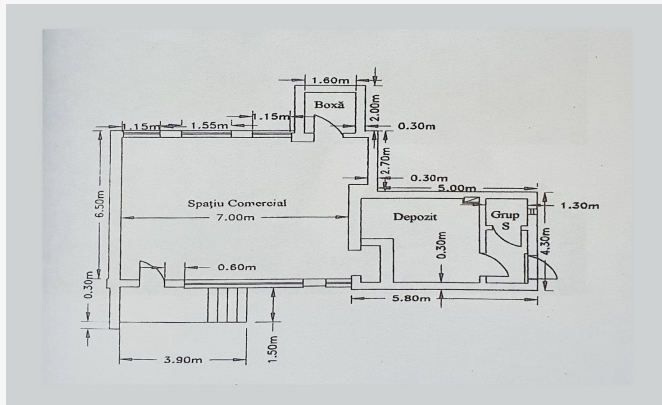 1.60m
Boxă
2.00m
1.15m
1.55m
1.15m
0.30m
2.70m
0.30m
5.00m
6.50m
Spaţiu Comercial
7.00m
Depozit
Grup
S
1.30m
4.30m
0.30m
0.60m
0.30m
5.80m
1.50m
3.90m